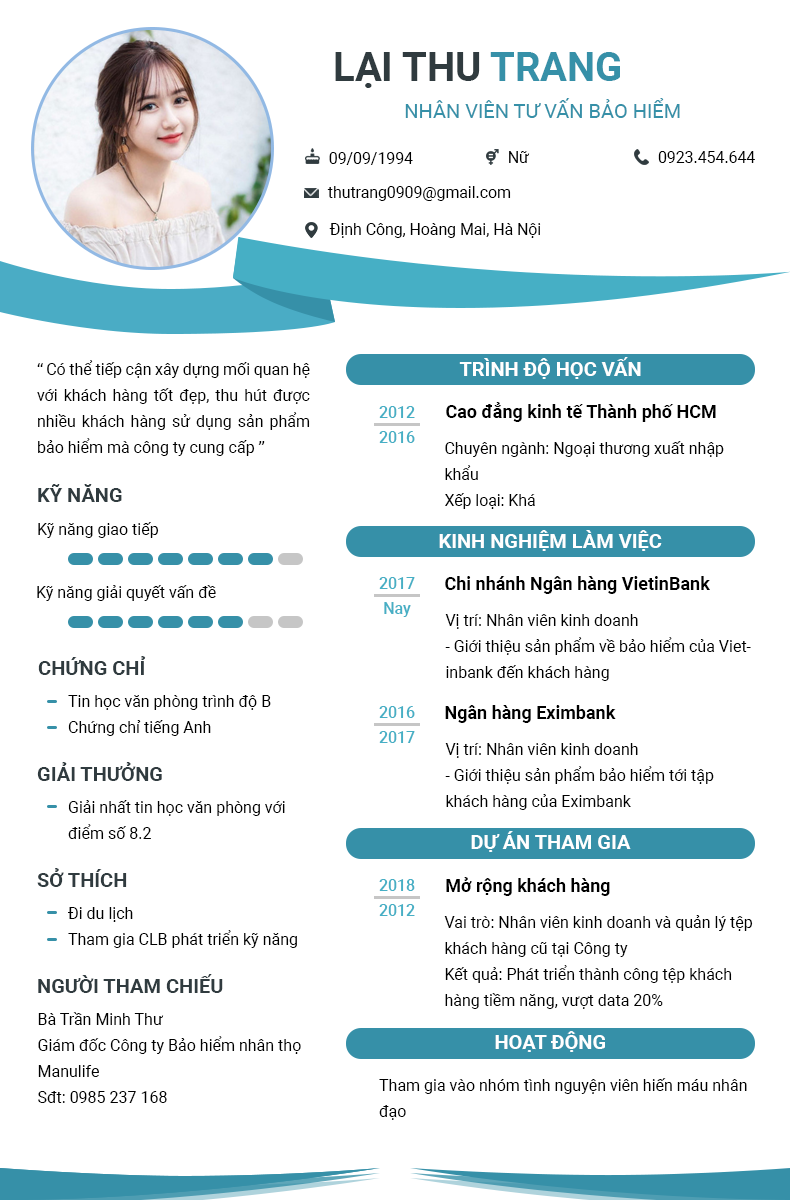 LẠI THU TRANG
NHÂN VIÊN TƯ VẤN BẢO HIỂM
09/09/1994
Nữ
0923.454.644
thutrang0909@gmail.com
Định Công, Hoàng Mai, Hà Nội
“ Có thể tiếp cận xây dựng mối quan hệ
với khách hàng tốt đẹp, thu hút được
nhiều khách hàng sử dụng sản phẩm
bảo hiểm mà công ty cung cấp ”
KỸ NĂNG
Kỹ năng giao tiếp
Kỹ năng giải quyết vấn đề
CHỨNG CHỈ
Tin học văn phòng trình độ B
Chứng chỉ tiếng Anh
GIẢI THƯỞNG
Giải nhất tin học văn phòng với
điểm số 8.2
SỞ THÍCH
Đi du lịch
Tham gia CLB phát triển kỹ năng
NGƯỜI THAM CHIẾU
Bà Trần Minh Thư
Giám đốc Công ty Bảo hiểm nhân thọ
Manulife
Sđt: 0985 237 168
TRÌNH ĐỘ HỌC VẤN
2012
2016
Cao đẳng kinh tế Thành phố HCM
Chuyên ngành: Ngoại thương xuất nhập
khẩu
Xếp loại: Khá
KINH NGHIỆM LÀM VIỆC
2017
Nay
Chi nhánh Ngân hàng VietinBank
Vị trí: Nhân viên kinh doanh
- Giới thiệu sản phẩm về bảo hiểm của Viet-
inbank đến khách hàng
2016
2017
Ngân hàng Eximbank
Vị trí: Nhân viên kinh doanh
- Giới thiệu sản phẩm bảo hiểm tới tập
khách hàng của Eximbank
DỰ ÁN THAM GIA
2018
2012
Mở rộng khách hàng
Vai trò: Nhân viên kinh doanh và quản lý tệp
khách hàng cũ tại Công ty
Kết quả: Phát triển thành công tệp khách
hàng tiềm năng, vượt data 20%
HOẠT ĐỘNG
Tham gia vào nhóm tình nguyện viên hiến máu nhân
đạo